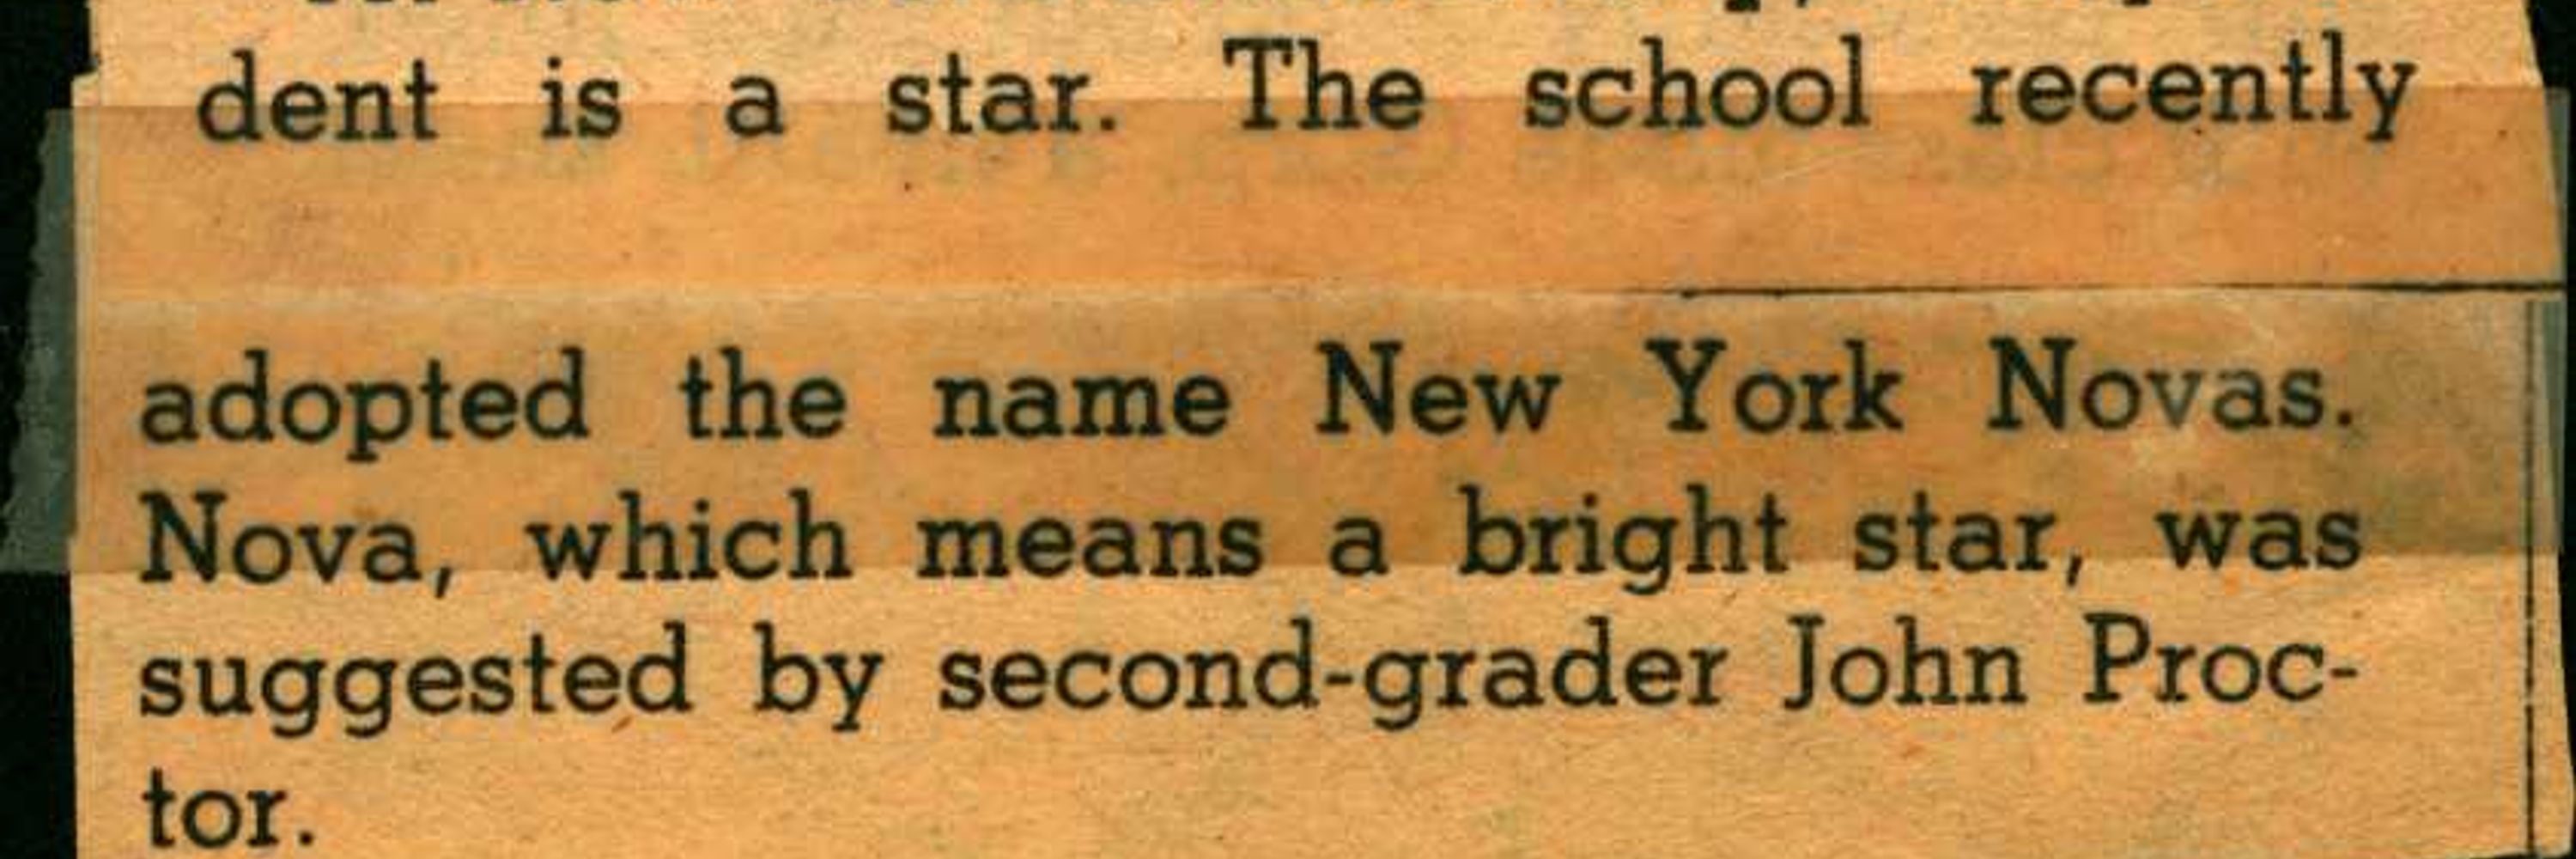 dent is a star. The school recently
adopted the name New York Novas.
Nova, which means a bright star, was
suggested by second-grader John Proc-
tor.